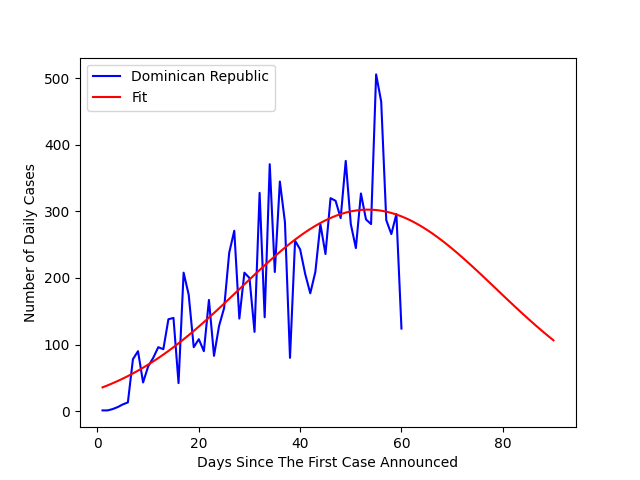 Dominican Republic
Fit
Number of Daily Cases
500
400
300
200
100
0
0 20 40 60 80
Days Since The First Case Announced